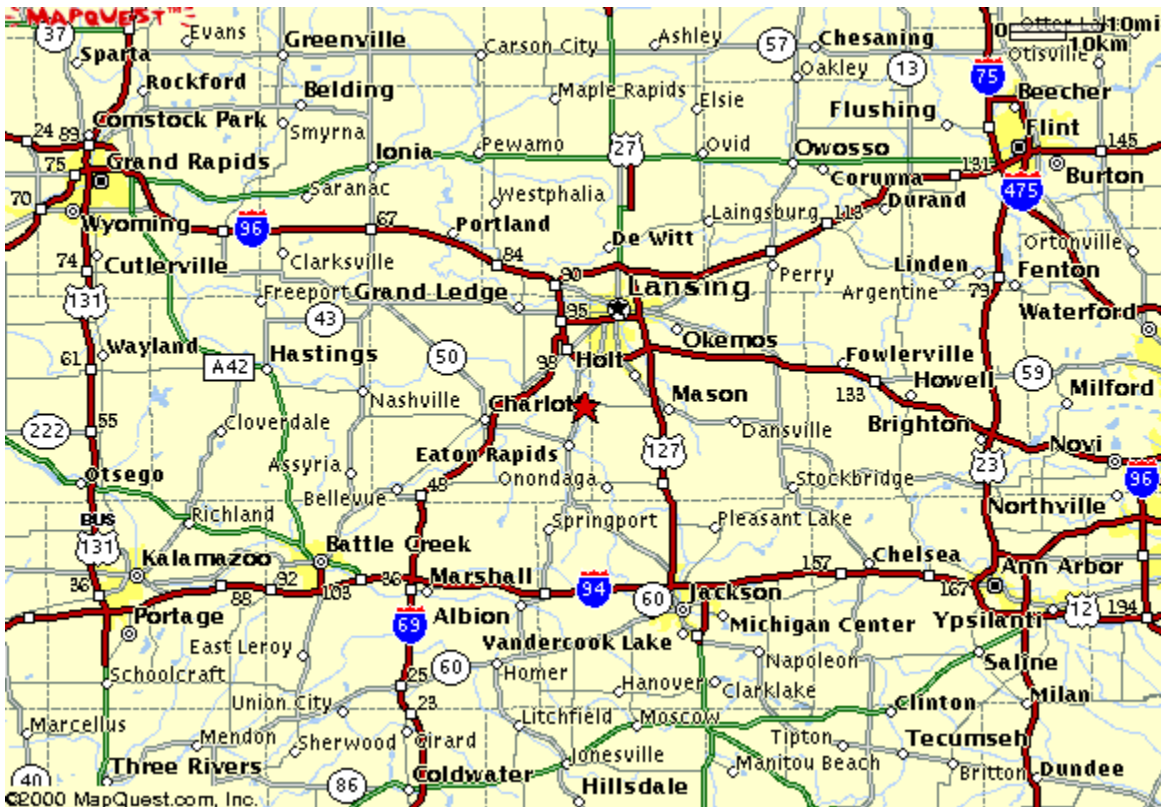 MAPQUEST™
37
Evans
Sparta
Greenville
Carson City
Ashley
57
Chesaning
Otter Lak
0 10mi
10km
Otisville
Oakley
13
75
Rockford
Belding
Maple Rapids
Elsie
Flushing
Beecher
Comstock Park
Smyrna
24
89
Flint
145
Ionia
Pewamo
27
Ovid
Owosso
131
75
Grand Rapids
Corunna
Burton
Saranac
Westphalia
475
70
Wyoming
96
67
Portland
Laingsburg
113
Durand
De Witt
Ortonville
74
Cutlerville
Clarksville
84
90
Perry
Linden
Fenton
Argentine
79
131
Freeport
Grand Ledge
Lansing
Waterford
43
95
Okemos
61
Wayland
A42
Hastings
50
98
Holt
Fowlerville
59
133
Howell
Milford
Nashville
Charlot
Mason
222
55
Cloverdale
Dansville
Brighton
Novi
Eaton Rapids
127
Otsego
Assyria
23
96
Bellevue
48
Onondaga
Stockbridge
Northville
BUS
131
Richland
Springport
Pleasant Lake
Kalamazoo
Battle Creek
157
Chelsea
36
92
88
103
36
Marshall
94
60
Jackson
167
Ann Arbor
Portage
69
Albion
Michigan Center
Ypsilanti
12
194
East Leroy
Vandercook Lake
Schoolcraft
25
60
Homer
Napoleon
Saline
Hanover
Clarklake
Union City
23
Clinton
Milan
Marcellus
Litchfield
Moscow
Mendon
Sherwood
Girard
Tipton
Tecumseh
Jonesville
Manitou Beach
40
Three Rivers
86
Coldwater
Hillsdale
Britton
Dundee
©2000 MapQuest.com, Inc.